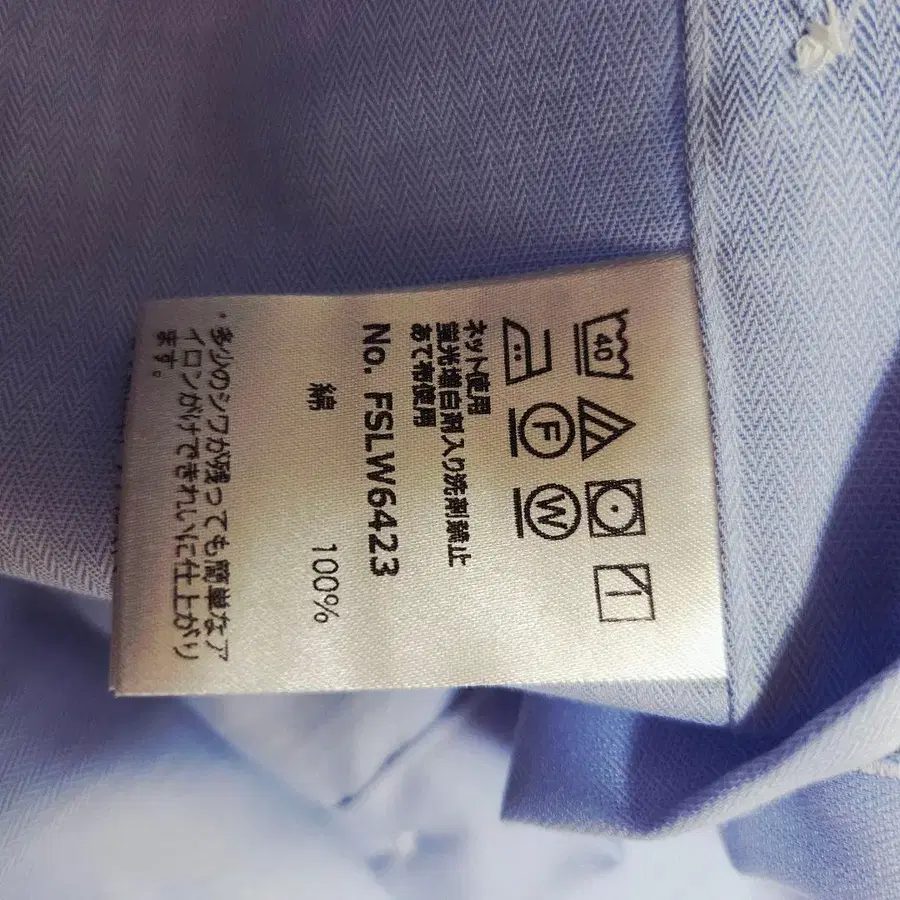 40
F W
ネット使用
蛍光増白剤入り洗剤禁止
あて布使用
No. FSLW6423
綿 100%
・多少のシワが残っても簡単なア
イロンがけできれいに仕上がり
ます。